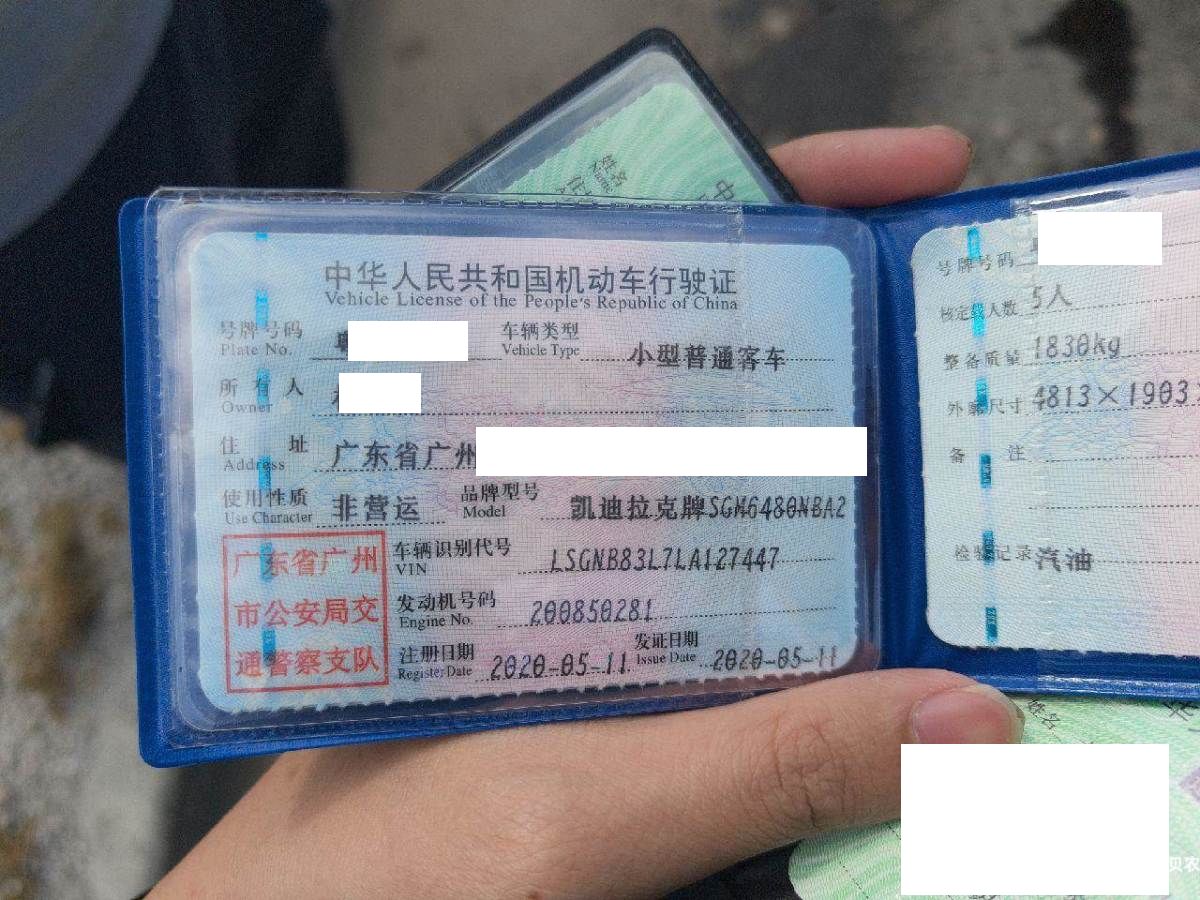 中华人民共和国机动车行驶证
Vehicle License of the People's Republic of China
号牌号码
Plate No.
车辆类型
Vehicle Type
小型普通客车
所有人
Owner
住址
Address
广东省广州
使用性质
Use Character
非营运
品牌型号
Model
凯迪拉克牌SGM6480NBA2
广东省广州
市公安局交
通警察支队
车辆识别代号
VIN
LSGNB83L7LA127447
发动机号码
Engine No.
200850281
注册日期
Register Date
2020-05-11
发证日期
Issue Date
2020-05-11
号牌号码
核定载人数 5人
整备质量 1830kg
外廓尺寸 4813×1903
备注
检验记录 汽油
姓名
Name
中
姓名